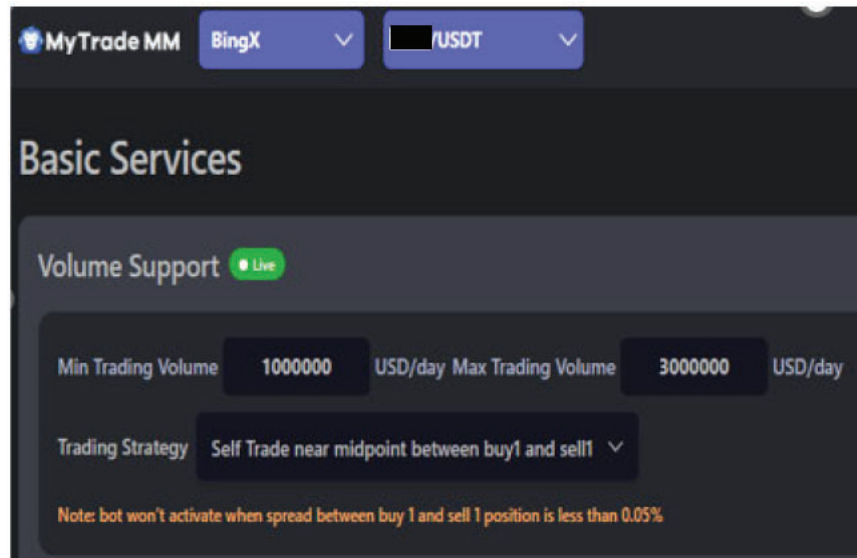 MyTrade MM BingX /USDT
Basic Services
Volume Support Live
Min Trading Volume 1000000 USD/day Max Trading Volume 3000000 USD/day
Trading Strategy Self Trade near midpoint between buy1 and sell1
Note: bot won't activate when spread between buy 1 and sell 1 position is less than 0.05%